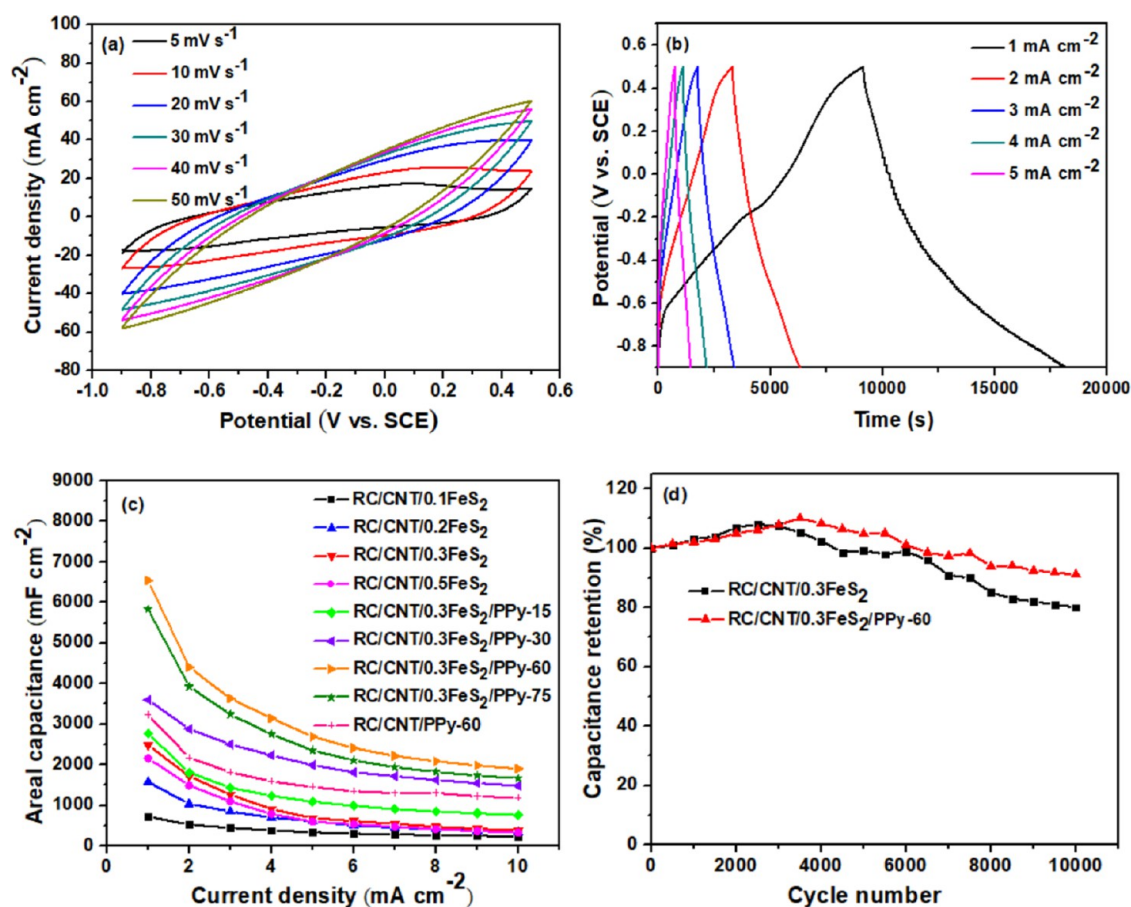 (a)
5 mV s⁻¹
10 mV s⁻¹
20 mV s⁻¹
30 mV s⁻¹
40 mV s⁻¹
50 mV s⁻¹
Current density (mA cm⁻²)
100
80
60
40
20
0
-20
-40
-60
-80
-1.0 -0.8 -0.6 -0.4 -0.2 0.0 0.2 0.4 0.6
Potential (V vs. SCE)
(b)
1 mA cm⁻²
2 mA cm⁻²
3 mA cm⁻²
4 mA cm⁻²
5 mA cm⁻²
Potential (V vs. SCE)
0.6
0.4
0.2
0.0
-0.2
-0.4
-0.6
-0.8
0 5000 10000 15000 20000
Time (s)
(c)
RC/CNT/0.1FeS₂
RC/CNT/0.2FeS₂
RC/CNT/0.3FeS₂
RC/CNT/0.5FeS₂
RC/CNT/0.3FeS₂/PPy-15
RC/CNT/0.3FeS₂/PPy-30
RC/CNT/0.3FeS₂/PPy-60
RC/CNT/0.3FeS₂/PPy-75
RC/CNT/PPy-60
Areal capacitance (mF cm⁻²)
9000
8000
7000
6000
5000
4000
3000
2000
1000
0
0 2 4 6 8 10
Current density (mA cm⁻²)
(d)
RC/CNT/0.3FeS₂
RC/CNT/0.3FeS₂/PPy-60
Capacitance retention (%)
120
100
80
60
40
20
0
0 2000 4000 6000 8000 10000
Cycle number